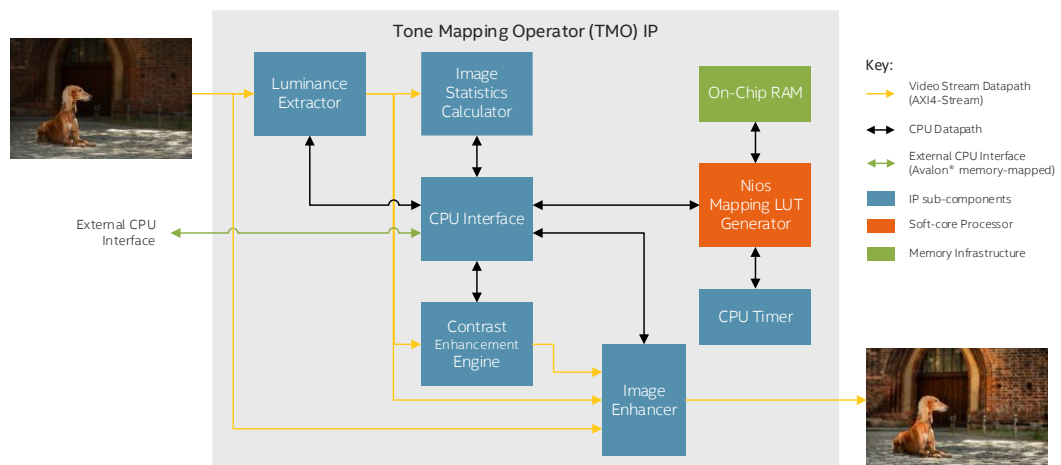 Tone Mapping Operator (TMO) IP
Luminance
Extractor
Image
Statistics
Calculator
On-Chip RAM
CPU Interface
Nios
Mapping LUT
Generator
External CPU
Interface
Contrast
Enhancement
Engine
CPU Timer
Image
Enhancer
Key:
Video Stream Datapath
(AXI4-Stream)
CPU Datapath
External CPU Interface
(Avalon® memory-mapped)
IP sub-components
Soft-core Processor
Memory Infrastructure